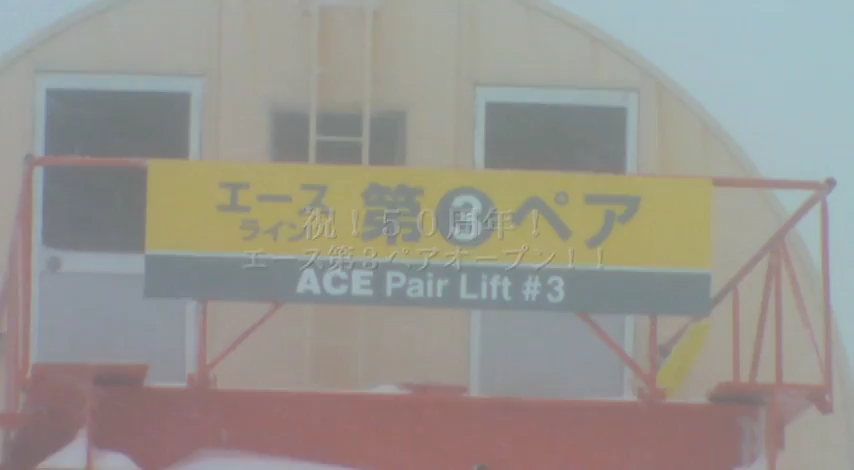 エース
ライン
第3ペア
祝!50周年!
エース第3ペアオープン!!
ACE Pair Lift #3